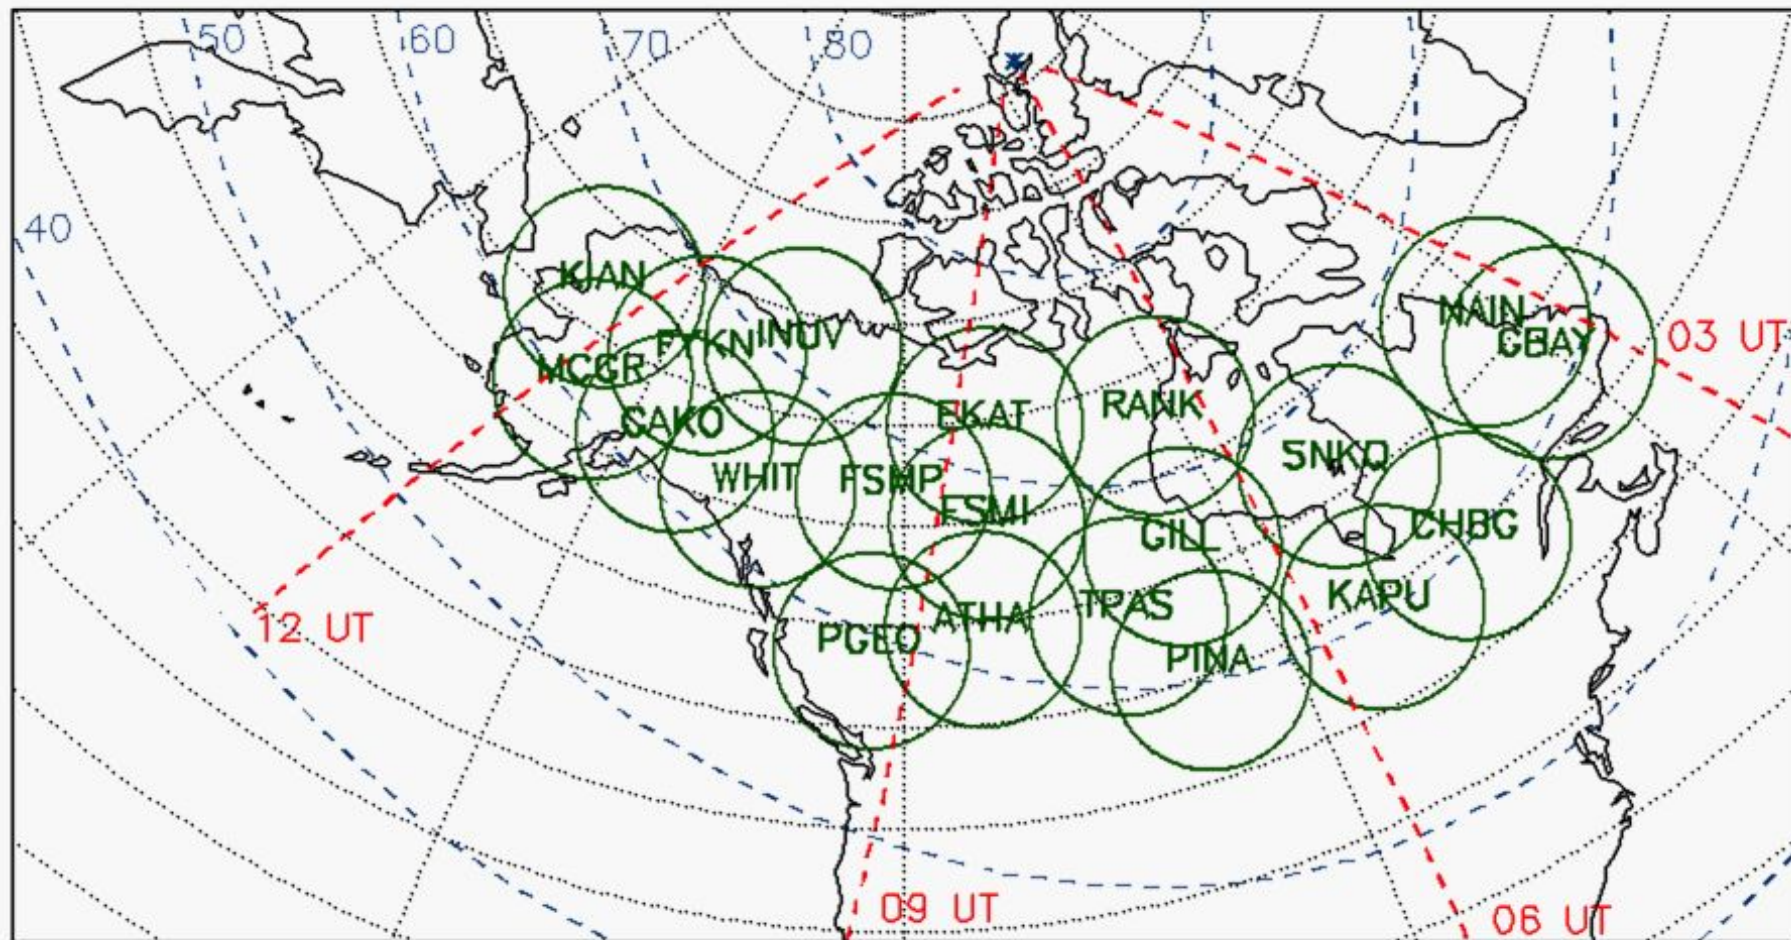 50
60
70
80
40
KJAN
NAIN
INUV
FYKN
GBAY
03 UT
MCGR
RANK
EKAT
GAKO
SNKQ
WHIT
FSMP
FSMI
CHBG
GILL
KAPU
TPAS
ATHA
12 UT
PGEO
PINA
09 UT
06 UT